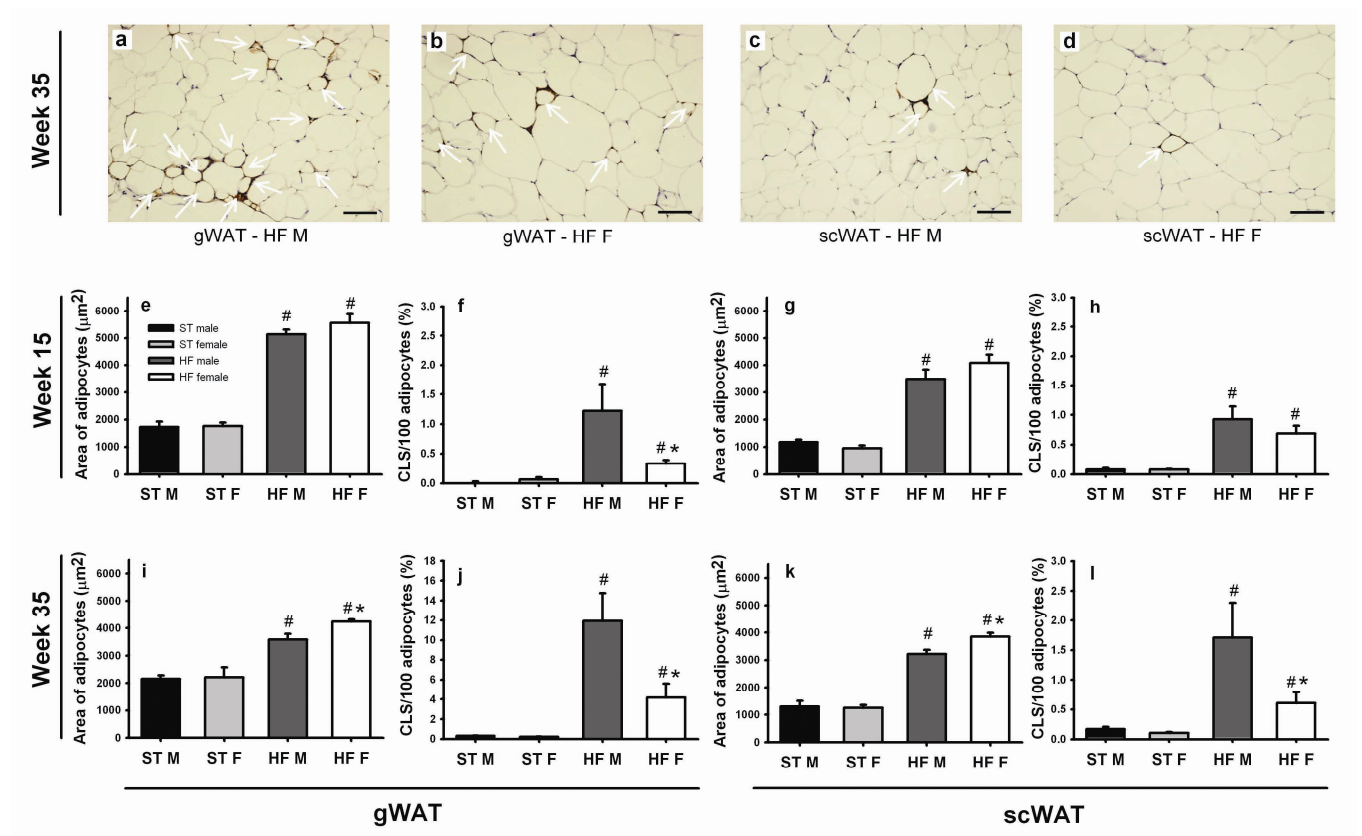 Week 35
a
b
c
d
gWAT - HF M
gWAT - HF F
scWAT - HF M
scWAT - HF F
Week 15
e
Area of adipocytes (μm2)
6000
5000
4000
3000
2000
1000
0
ST male
ST female
HF male
HF female
#
#
ST M
ST F
HF M
HF F
f
CLS/100 adipocytes (%)
3.0
2.5
2.0
1.5
1.0
0.5
0.0
#
#*
ST M
ST F
HF M
HF F
g
Area of adipocytes (μm2)
6000
5000
4000
3000
2000
1000
0
#
#
ST M
ST F
HF M
HF F
h
CLS/100 adipocytes (%)
3.0
2.5
2.0
1.5
1.0
0.5
0.0
#
#
ST M
ST F
HF M
HF F
Week 35
i
Area of adipocytes (μm2)
6000
5000
4000
3000
2000
1000
0
#
#*
ST M
ST F
HF M
HF F
j
CLS/100 adipocytes (%)
18
16
14
12
10
8
6
4
2
0
#
#*
ST M
ST F
HF M
HF F
k
Area of adipocytes (μm2)
6000
5000
4000
3000
2000
1000
0
#
#*
ST M
ST F
HF M
HF F
l
CLS/100 adipocytes (%)
3.0
2.5
2.0
1.5
1.0
0.5
0.0
#
#*
ST M
ST F
HF M
HF F
gWAT
scWAT